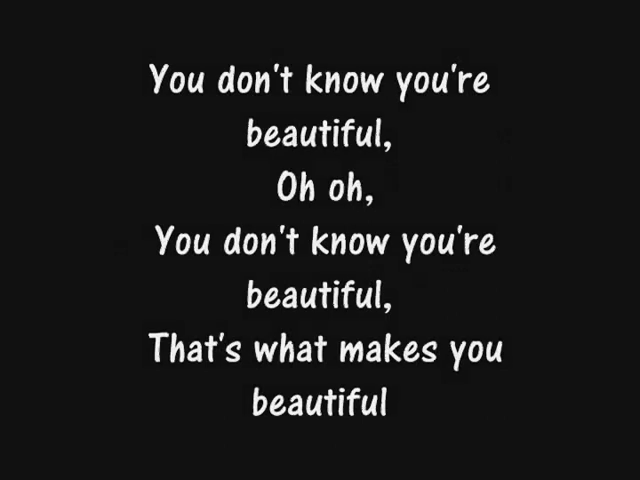 You don't know you're
beautiful,
Oh oh,
You don't know you're
beautiful,
That's what makes you
beautiful